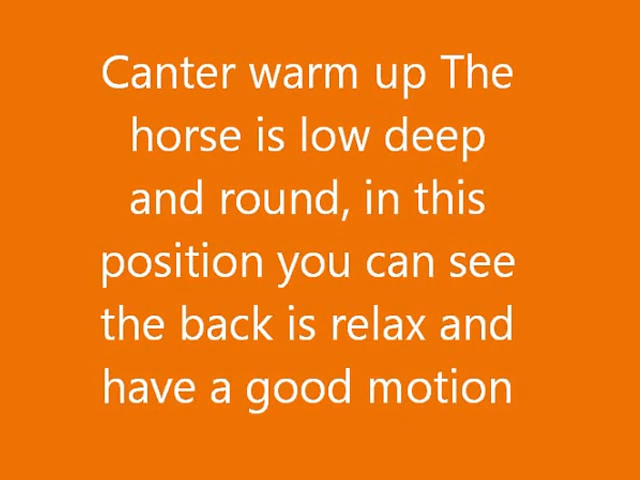 Canter warm up The
horse is low deep
and round, in this
position you can see
the back is relax and
have a good motion